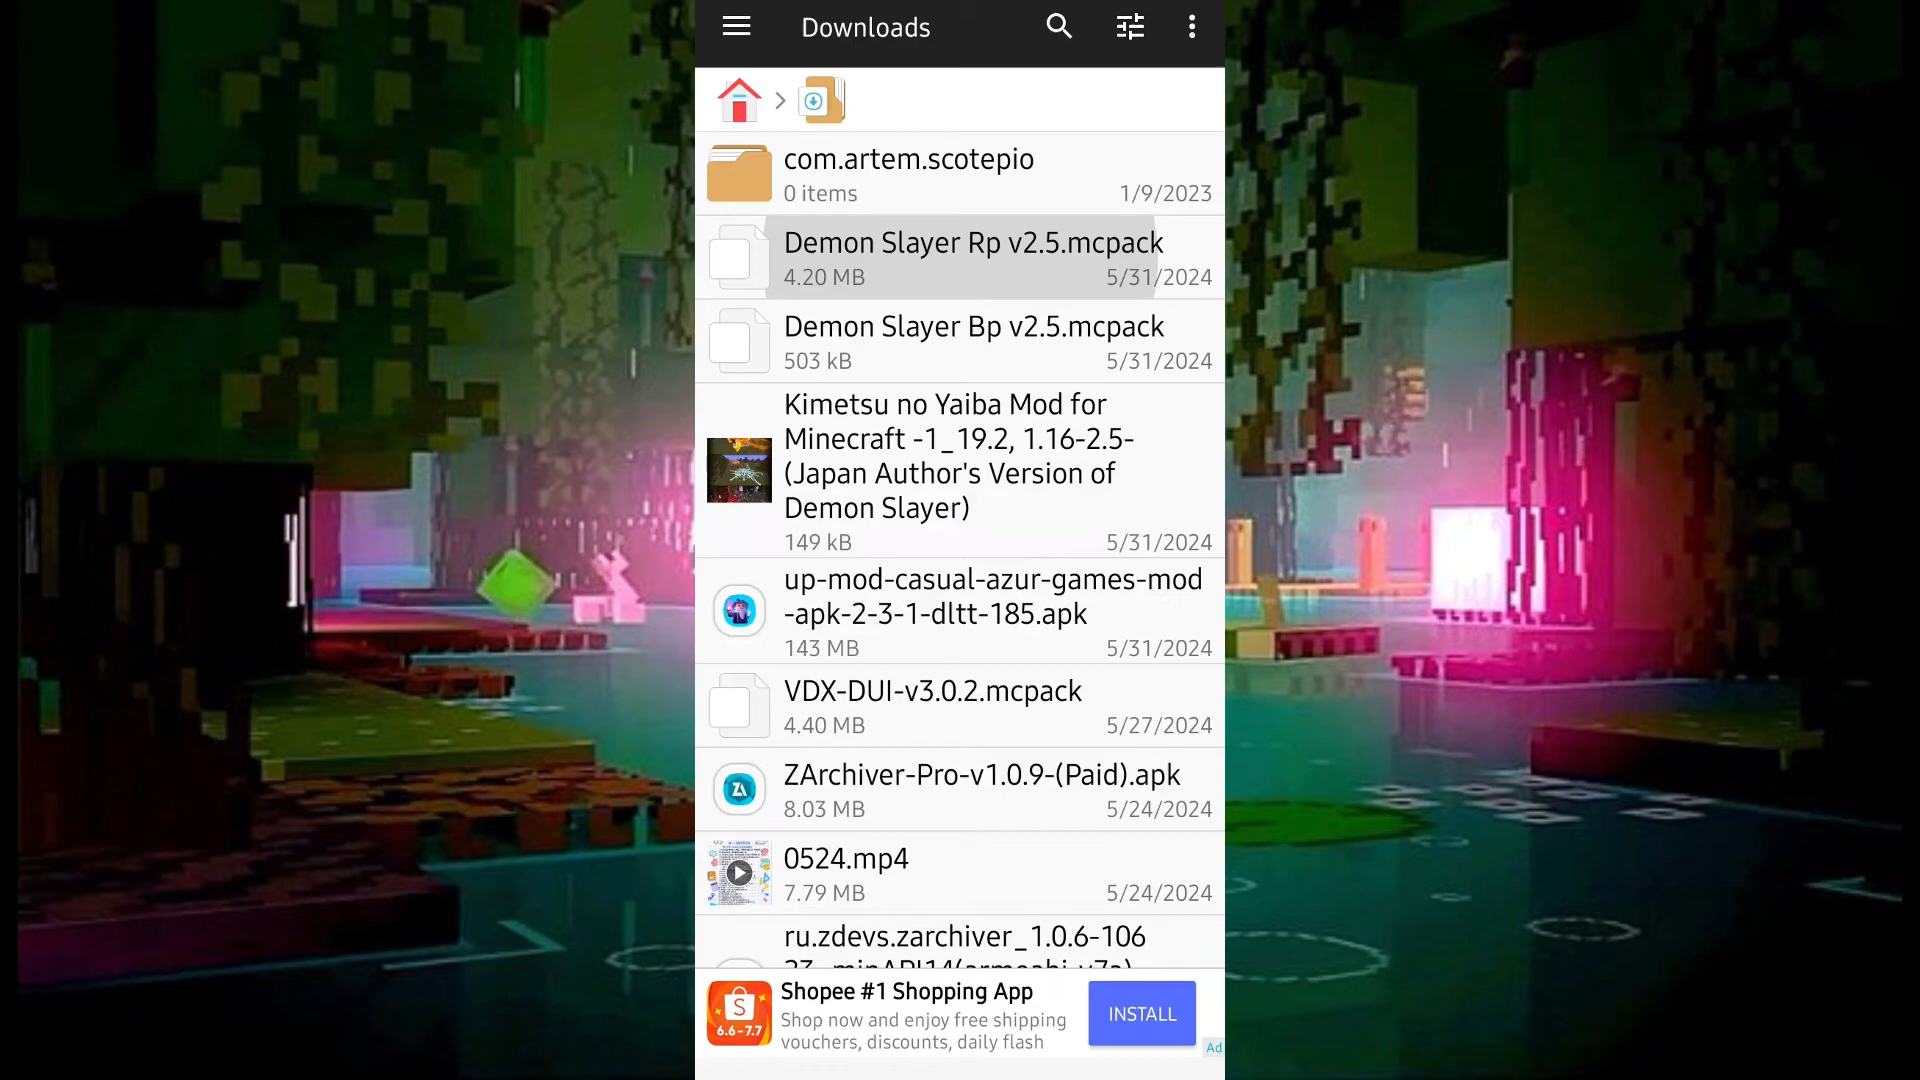 Downloads
com.artem.scotepio
0 items 1/9/2023
Demon Slayer Rp v2.5.mcpack
4.20 MB 5/31/2024
Demon Slayer Bp v2.5.mcpack
503 kB 5/31/2024
Kimetsu no Yaiba Mod for
Minecraft -1_19.2, 1.16-2.5-
(Japan Author's Version of
Demon Slayer)
149 kB 5/31/2024
up-mod-casual-azur-games-mod
-apk-2-3-1-dltt-185.apk
143 MB 5/31/2024
VDX-DUI-v3.0.2.mcpack
4.40 MB 5/27/2024
ZA
ZArchiver-Pro-v1.0.9-(Paid).apk
8.03 MB 5/24/2024
0524.mp4
7.79 MB 5/24/2024
ru.zdevs.zarchiver_1.0.6-106
S
6.6-7.7
Shopee #1 Shopping App
Shop now and enjoy free shipping
vouchers, discounts, daily flash
INSTALL
Ad